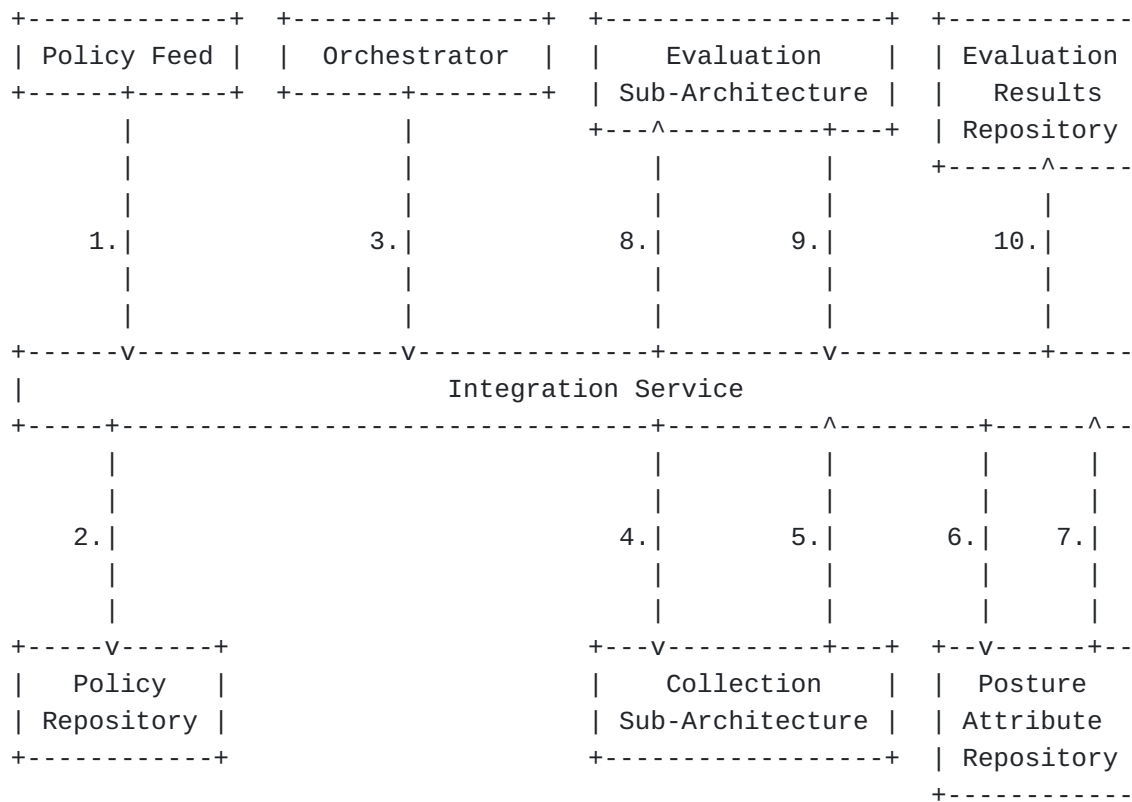 +-------------+  +----------------+  +------------------+  +------------
| Policy Feed |  |  Orchestrator  |  |    Evaluation    |  | Evaluation
+------+------+  +-------+--------+  | Sub-Architecture |  |   Results
       |                 |           +---^----------+---+  | Repository
       |                 |               |          |      +------^-----
       |                 |               |          |             |
     1.|               3.|             8.|        9.|          10.|
       |                 |               |          |             |
       |                 |               |          |             |
+------v-----------------v---------------+----------v-------------+-----
|                           Integration Service
+-----+----------------------------------+----------^---------+------^--
      |                                  |          |         |      |
      |                                  |          |         |      |
    2.|                                4.|        5.|       6.|    7.|
      |                                  |          |         |      |
      |                                  |          |         |      |
+-----v------+                       +---v----------+---+  +--v------+--
|   Policy   |                       |    Collection    |  |  Posture
| Repository |                       | Sub-Architecture |  | Attribute
+------------+                       +------------------+  | Repository
                                                           +------------